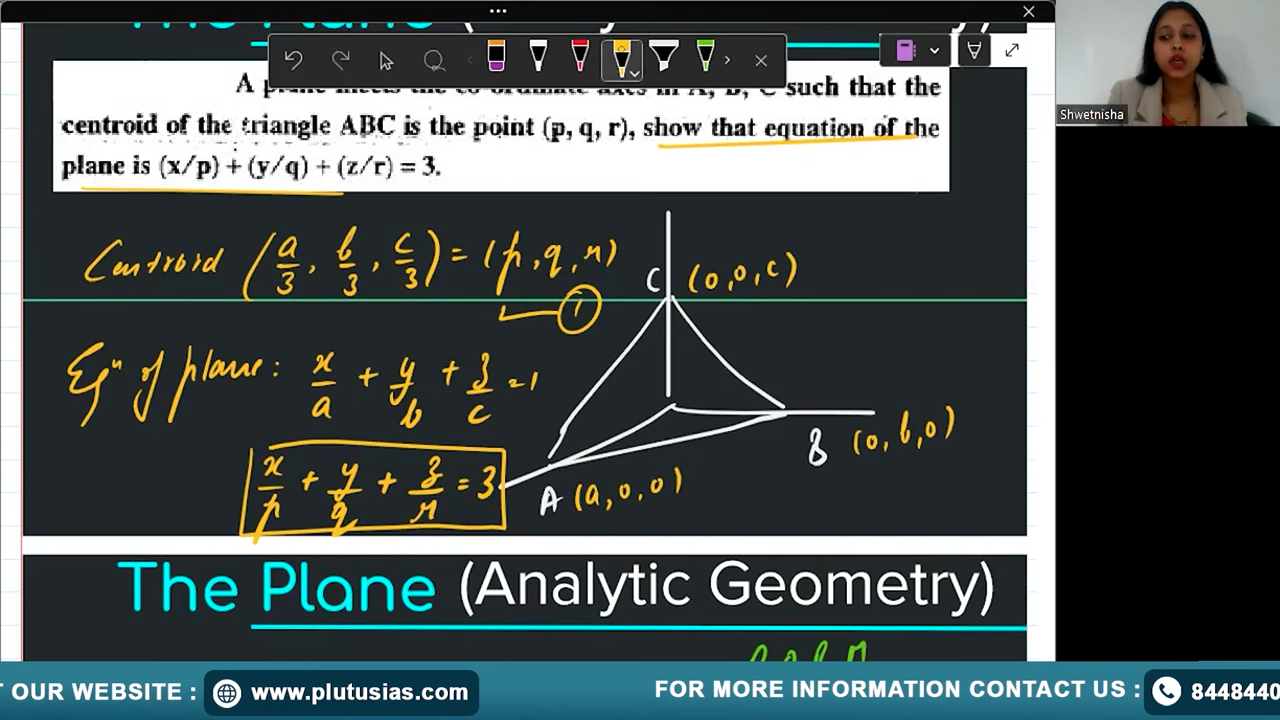 The Plane
A plane meets the co-ordinate axes in A, B, C such that the
centroid of the triangle ABC is the point (p, q, r), show that equation of the
plane is (x/p) + (y/q) + (z/r) = 3.
Shwetnisha
Centroid (a/3, b/3, c/3) = (p, q, r)
1
C (0,0,c)
Eqⁿ of plane: x/a + y/b + z/c = 1
B (0, b, 0)
x/p + y/q + z/r = 3
A (a, 0, 0)
The Plane (Analytic Geometry)
T OUR WEBSITE : www.plutusias.com FOR MORE INFORMATION CONTACT US : 8448440